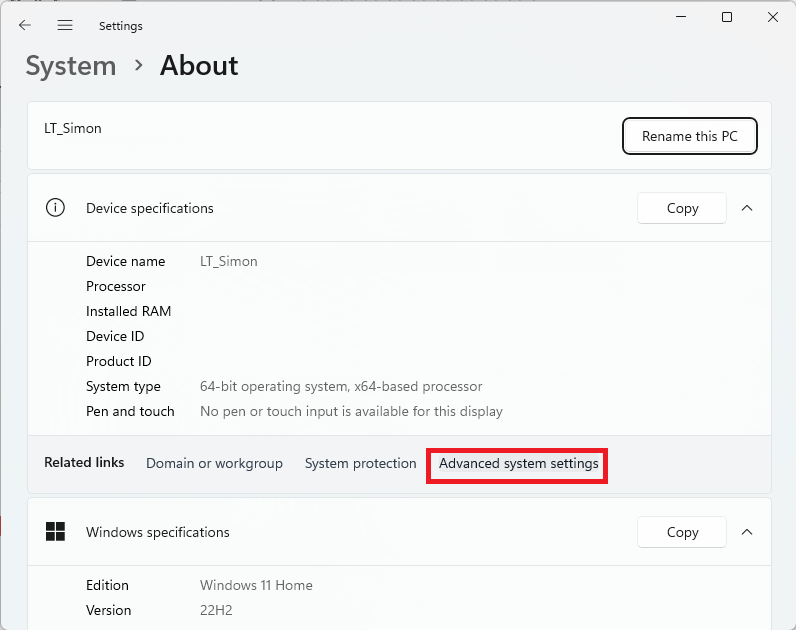 Settings
System > About
LT_Simon
Rename this PC
Device specifications
Copy
Device name LT_Simon
Processor
Installed RAM
Device ID
Product ID
System type 64-bit operating system, x64-based processor
Pen and touch No pen or touch input is available for this display
Related links Domain or workgroup System protection Advanced system settings
Windows specifications
Copy
Edition Windows 11 Home
Version 22H2